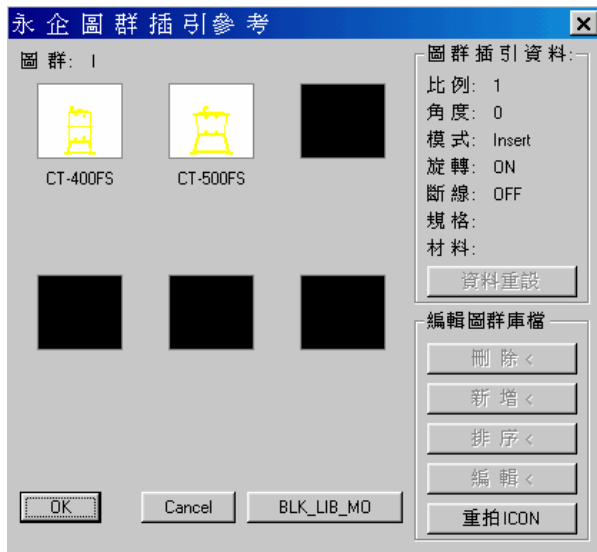 永企圖群插引參考
圖群: I
CT-400FS
CT-500FS
圖群插引資料:
比例: 1
角度: 0
模式: Insert
旋轉: ON
斷線: OFF
規格:
材料:
資料重設
編輯圖群庫檔
刪除<
新增<
排序<
編輯<
重拍ICON
OK
Cancel
BLK_LIB_MO